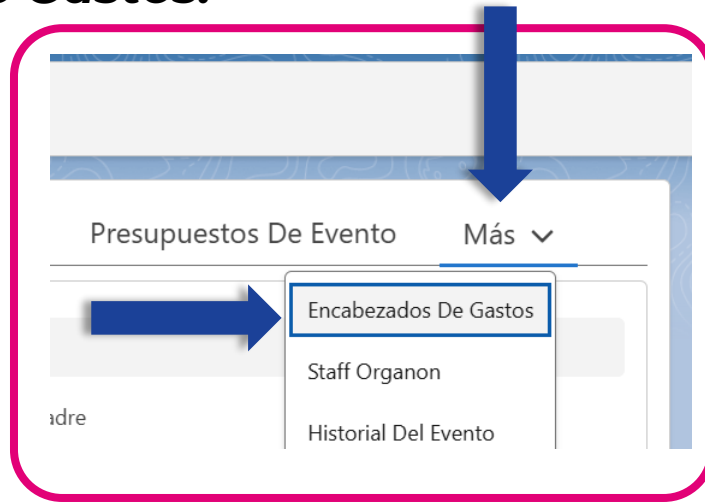 Gastos.
Presupuestos De Evento Más
Encabezados De Gastos
Staff Organon
adre
Historial Del Evento